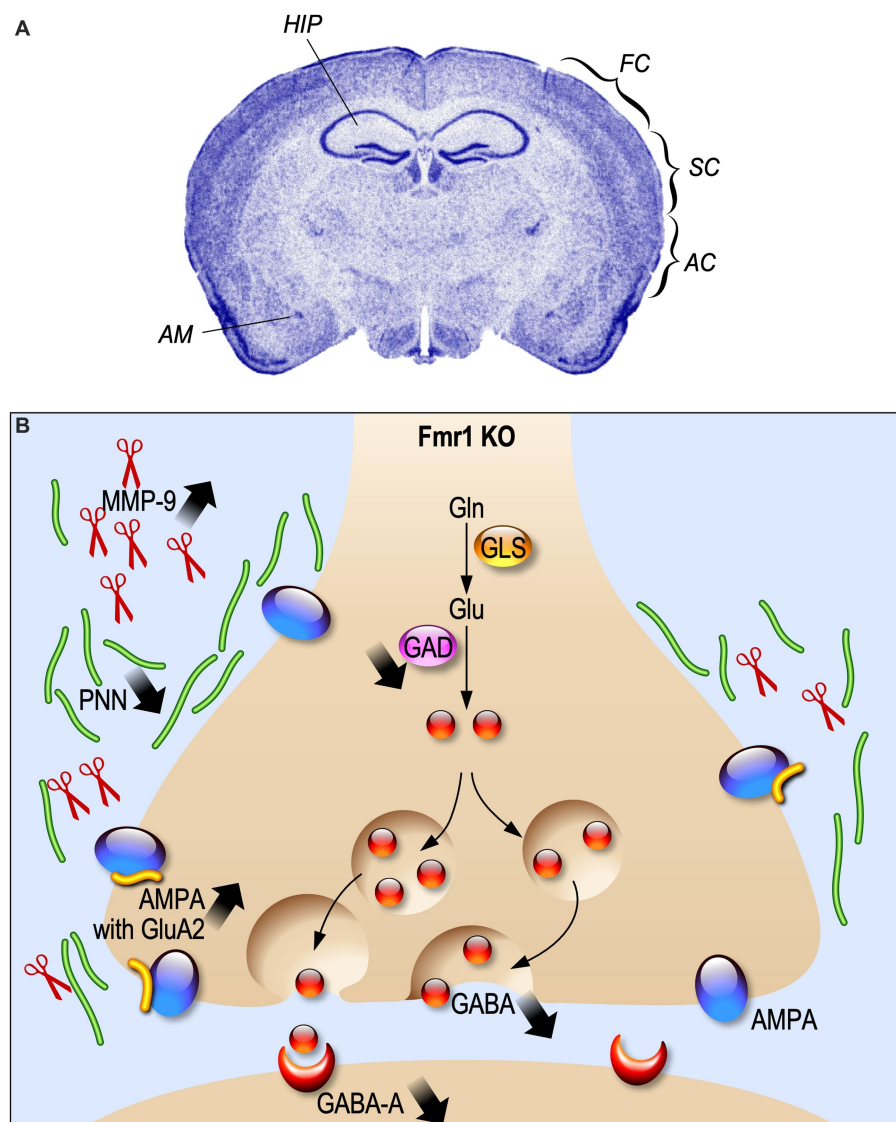 A
HIP
FC
SC
AC
AM
B
Fmr1 KO
MMP-9
Gln
GLS
Glu
GAD
PNN
AMPA
with GluA2
GABA
AMPA
GABA-A